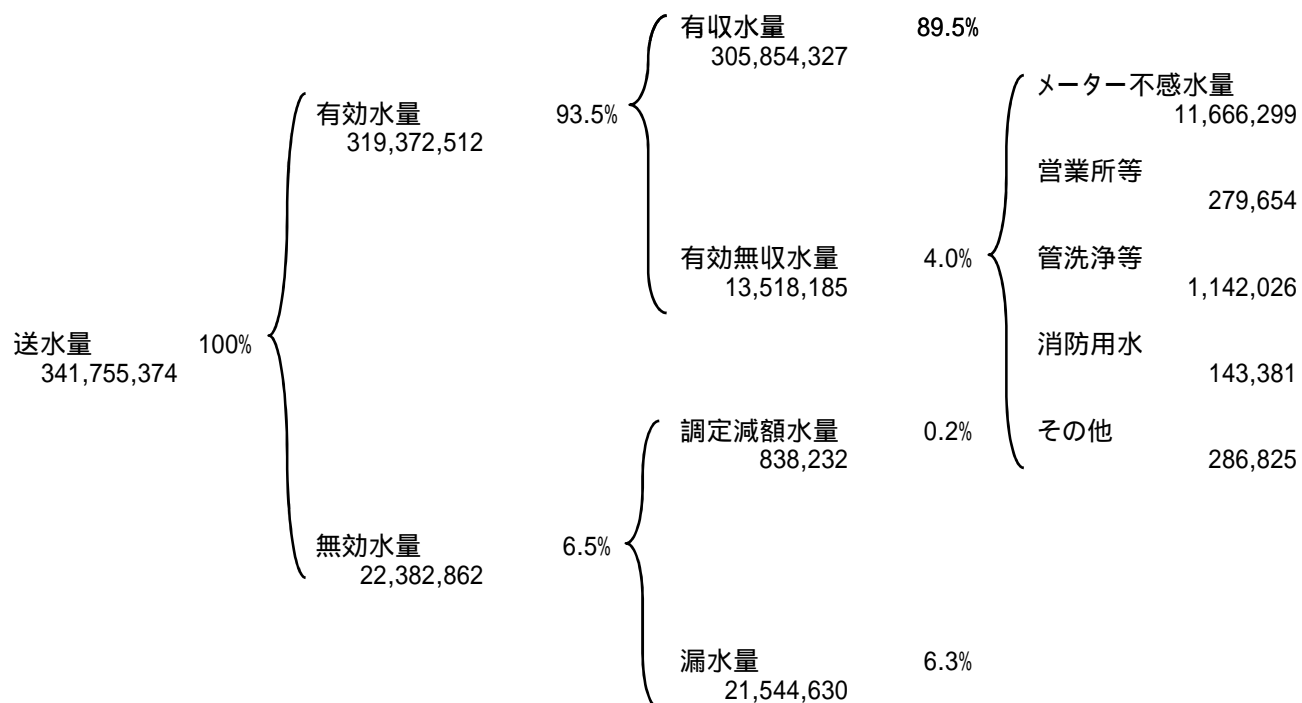 送水量 100%
341,755,374
有効水量 93.5%
319,372,512
有収水量 89.5%
305,854,327
有効無収水量 4.0%
13,518,185
メーター不感水量
11,666,299
営業所等
279,654
管洗浄等
1,142,026
消防用水
143,381
その他
286,825
無効水量 6.5%
22,382,862
調定減額水量 0.2%
838,232
漏水量 6.3%
21,544,630